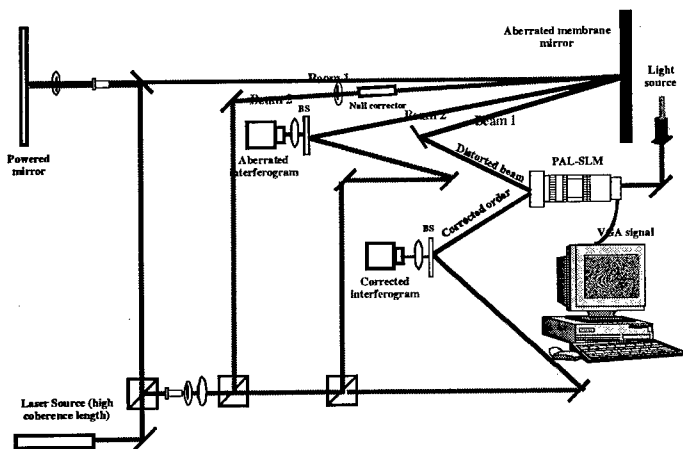 Aberrated membrane
mirror
Light
source
Beam 1
Beam 2
Null corrector
BS
Beam 2
Beam 1
Powered
mirror
Aberrated
interferogram
Distorted beam
PAL-SLM
Corrected order
BS
VGA signal
Corrected
interferogram
Laser Source (high
coherence length)